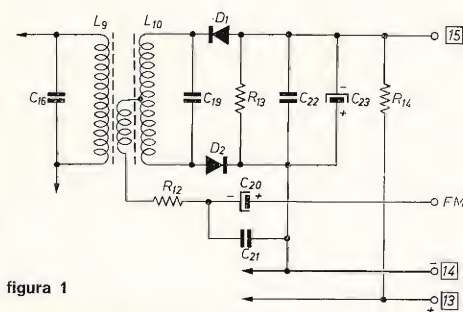 L9 L10 D1 15
C16 C19 R13 C22 - C23 R14
+
D2
C20
R12 - + FM
C21
- 14
figura 1 + 13